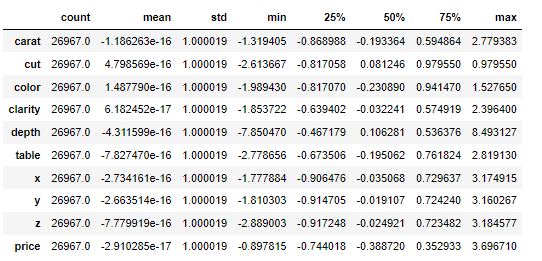 count mean std min 25% 50% 75% max
carat 26967.0 -1.186263e-16 1.000019 -1.319405 -0.868988 -0.193364 0.594864 2.779383
cut 26967.0 4.798569e-16 1.000019 -2.613667 -0.817058 0.081246 0.979550 0.979550
color 26967.0 1.487790e-16 1.000019 -1.989430 -0.817070 -0.230890 0.941470 1.527650
clarity 26967.0 6.182452e-17 1.000019 -1.853722 -0.639402 -0.032241 0.574919 2.396400
depth 26967.0 -4.311599e-16 1.000019 -7.850470 -0.467179 0.106281 0.536376 8.493127
table 26967.0 -7.827470e-16 1.000019 -2.778656 -0.673506 -0.195062 0.761824 2.819130
x 26967.0 -2.734161e-16 1.000019 -1.777884 -0.906476 -0.035068 0.729637 3.174915
y 26967.0 -2.663514e-16 1.000019 -1.810303 -0.914705 -0.019107 0.724240 3.160267
z 26967.0 -7.779919e-16 1.000019 -2.889003 -0.917248 -0.024921 0.723482 3.184577
price 26967.0 -2.910285e-17 1.000019 -0.897815 -0.744018 -0.388720 0.352933 3.696710